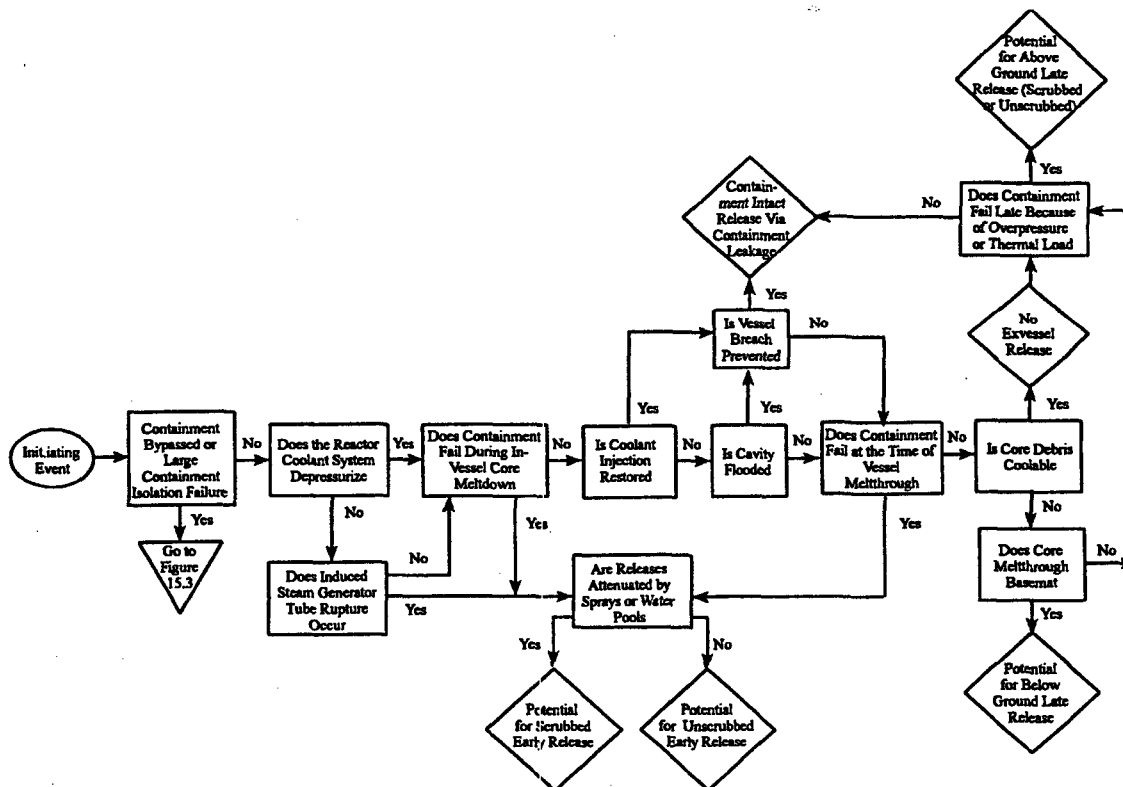 Potential
for Above
Ground Late
Release (Scrubbed
or Unscrubbed)
Yes
Contain-
ment Intact
Release Via
Containment
Leakage
No
Does Containment
Fail Late Because
of Overpressure
or Thermal Load
Yes
Is Vessel
Breach
Prevented
No
No
Exvessel
Release
Yes
Yes
Yes
Initiating
Event
Containment
Bypassed or
Large
Containment
Isolation Failure
No
Does the Reactor
Coolant System
Depressurize
Yes
Does Containment
Fail During In-
Vessel Core
Meltdown
No
Is Coolant
Injection
Restored
No
Is Cavity
Flooded
No
Does Containment
Fail at the Time of
Vessel
Meltthrough
No
Is Core Debris
Coolable
Yes
No
Yes
Yes
No
Go to
Figure
15.3
Does Induced
Steam Generator
Tube Rupture
Occur
No
Yes
Are Releases
Attenuated by
Sprays or Water
Pools
Does Core
Meltthrough
Basemat
No
Yes
No
Yes
Potential
for Scrubbed
Early Release
Potential
for Unscrubbed
Early Release
Potential
for Below
Ground Late
Release